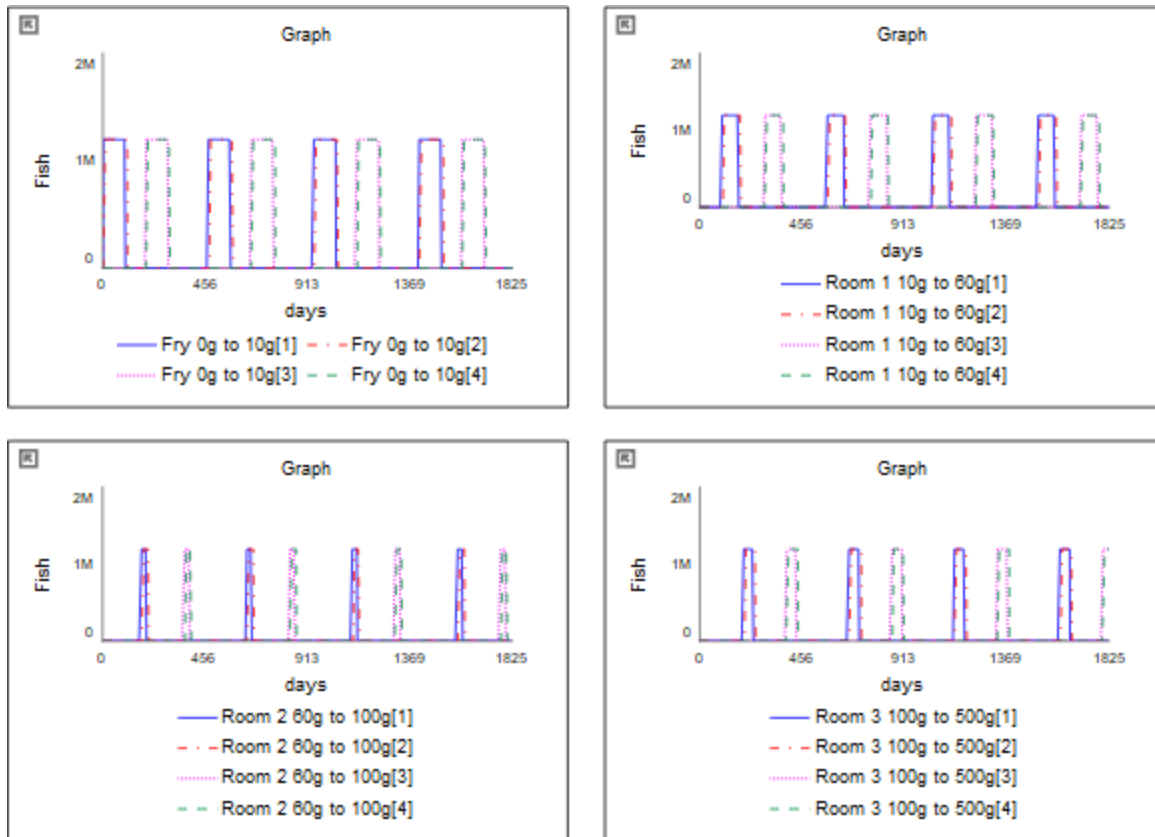 Graph
2M
1M
0
Fish
0 456 913 1369 1825
days
Fry 0g to 10g[1] Fry 0g to 10g[2]
Fry 0g to 10g[3] Fry 0g to 10g[4]
Graph
2M
1M
0
Fish
0 456 913 1369 1825
days
Room 1 10g to 60g[1]
Room 1 10g to 60g[2]
Room 1 10g to 60g[3]
Room 1 10g to 60g[4]
Graph
2M
1M
0
Fish
0 456 913 1369 1825
days
Room 2 60g to 100g[1]
Room 2 60g to 100g[2]
Room 2 60g to 100g[3]
Room 2 60g to 100g[4]
Graph
2M
1M
0
Fish
0 456 913 1369 1825
days
Room 3 100g to 500g[1]
Room 3 100g to 500g[2]
Room 3 100g to 500g[3]
Room 3 100g to 500g[4]